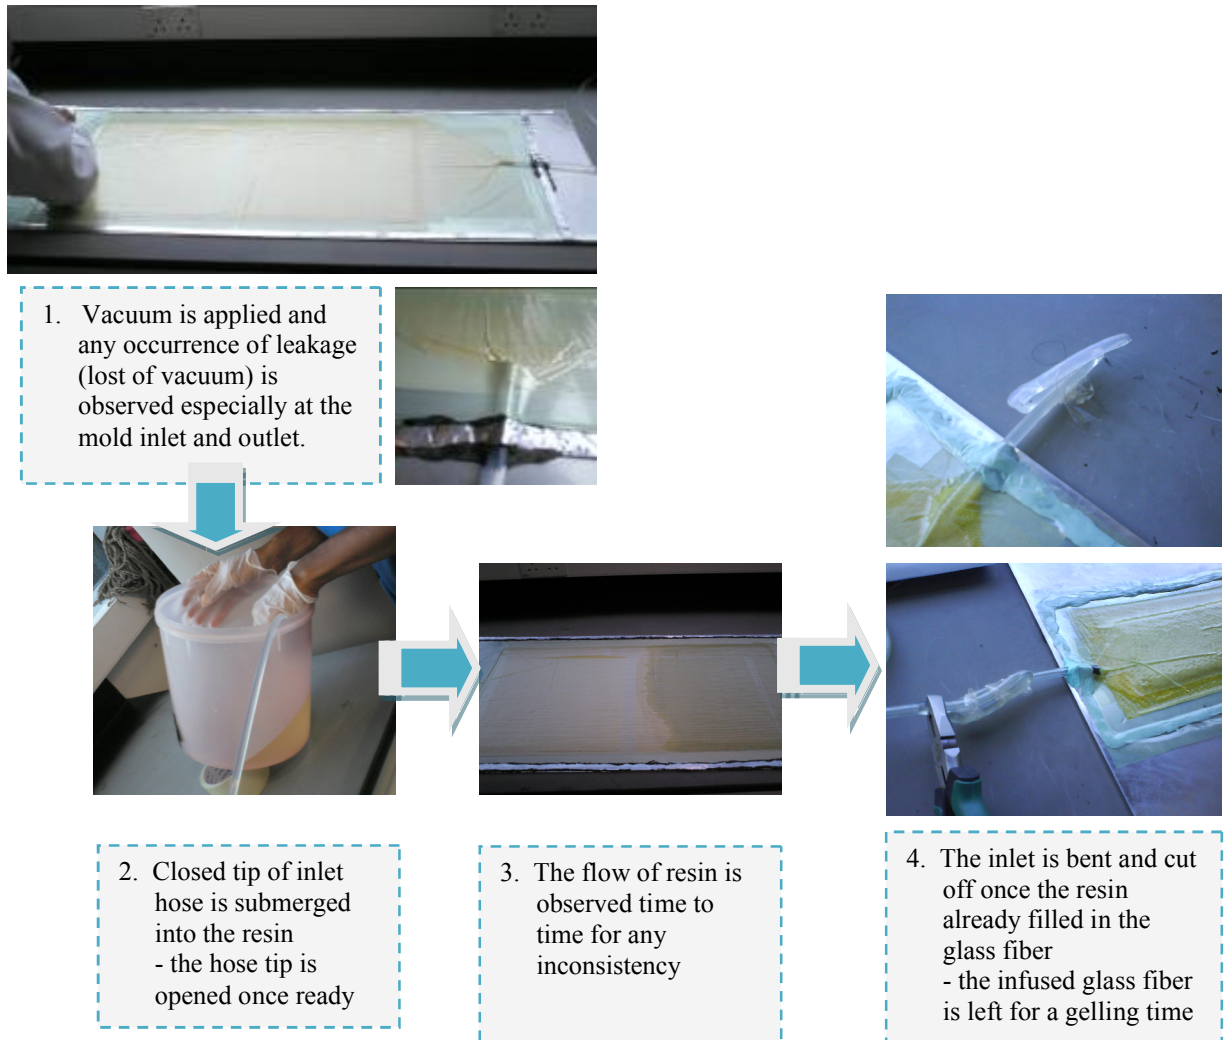 1. Vacuum is applied and
any occurrence of leakage
(lost of vacuum) is
observed especially at the
mold inlet and outlet.
2. Closed tip of inlet
hose is submerged
into the resin
- the hose tip is
opened once ready
3. The flow of resin is
observed time to
time for any
inconsistency
4. The inlet is bent and cut
off once the resin
already filled in the
glass fiber
- the infused glass fiber
is left for a gelling time